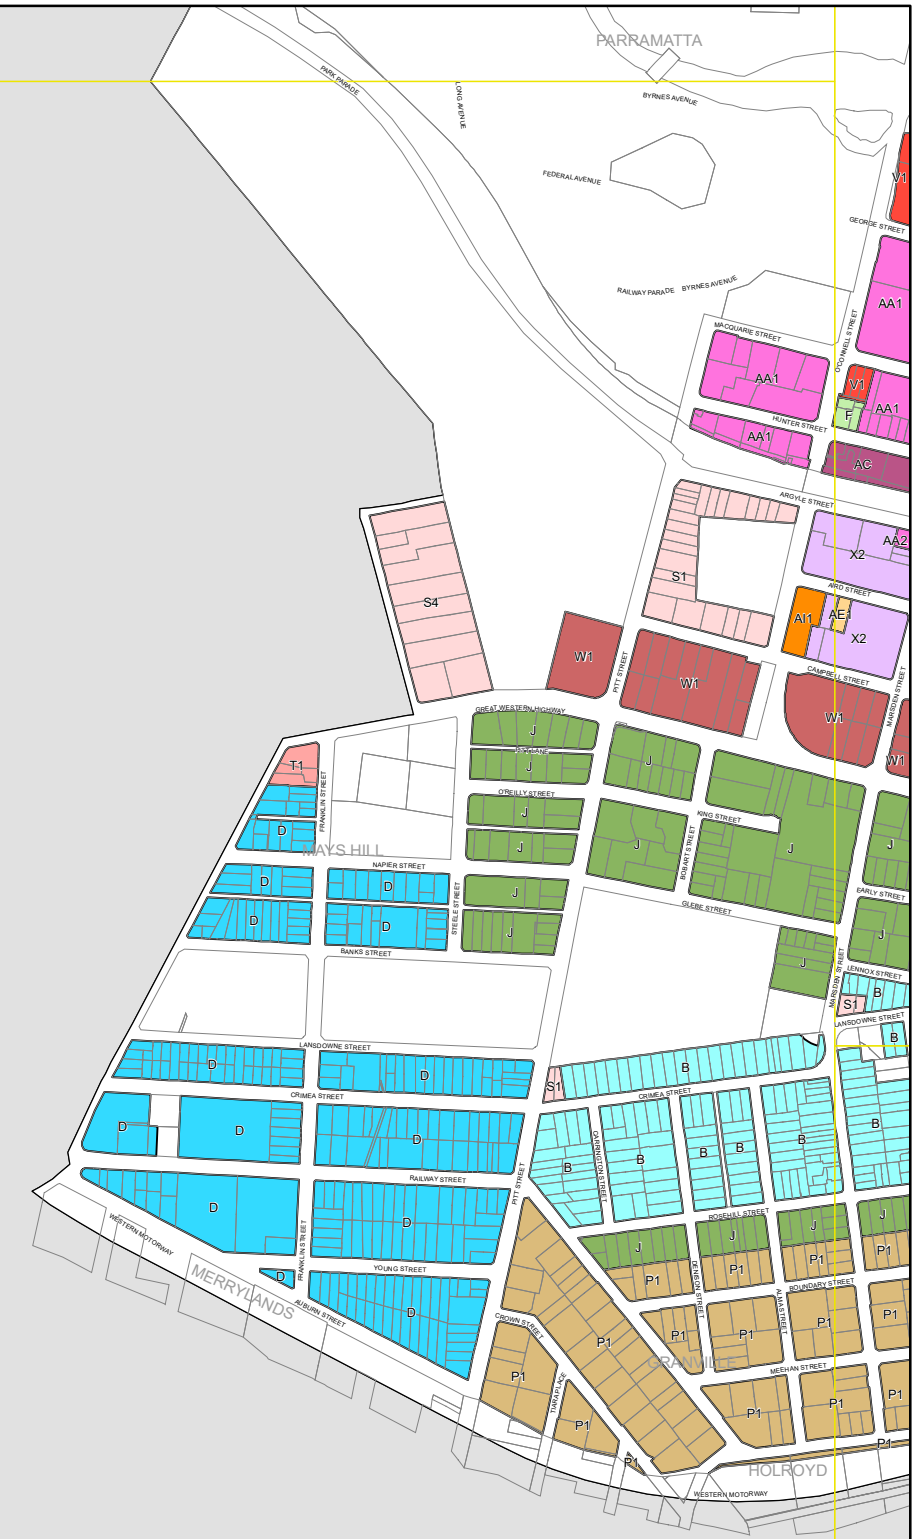 PARRAMATTA
PARK PARADE
LONG AVENUE
BYRNES AVENUE
FEDERAL AVENUE
V1
GEORGE STREET
RAILWAY PARADE
BYRNES AVENUE
AA1
MACQUARIE STREET
O'CONNELL STREET
AA1
V1
AA1
F
HUNTER STREET
AA1
AC
ARGYLE STREET
AA2
X2
S1
AIRD STREET
S4
AI1
AE
X2
W1
PITT STREET
CAMPBELL STREET
W1
MARSDEN STREET
W1
GREAT WESTERN HIGHWAY
J
W1
J
J
T1
O'REILLY STREET
FRANKLIN STREET
J
KING STREET
D
J
J
J
J
MAYS HILL
BOBART STREET
NAPIER STREET
D
D
J
EARLY STREET
STEELE STREET
GLEBE STREET
D
D
J
J
BANKS STREET
J
MARSDEN STREET
LENNOX STREET
B
S1
LANSDOWNE STREET
B
LANSDOWNE STREET
D
D
B
S1
CRIMEA STREET
CRIMEA STREET
D
D
D
B
B
B
B
B
B
CARRINGTON STREET
RAILWAY STREET
PITT STREET
D
D
ROSEHILL STREET
J
J
J
J
WESTERN MOTORWAY
FRANKLIN STREET
YOUNG STREET
D
P1
P1
P1
P1
DENISON STREET
BOUNDARY STREET
MERRYLANDS
AUBURN STREET
D
ALMA STREET
CROWN STREET
P1
P1
P1
P1
P1
GRANVILLE
MEEHAN STREET
P1
TIARA PLACE
P1
P1
P1
P1
P1
P1
HOLROYD
WESTERN MOTORWAY